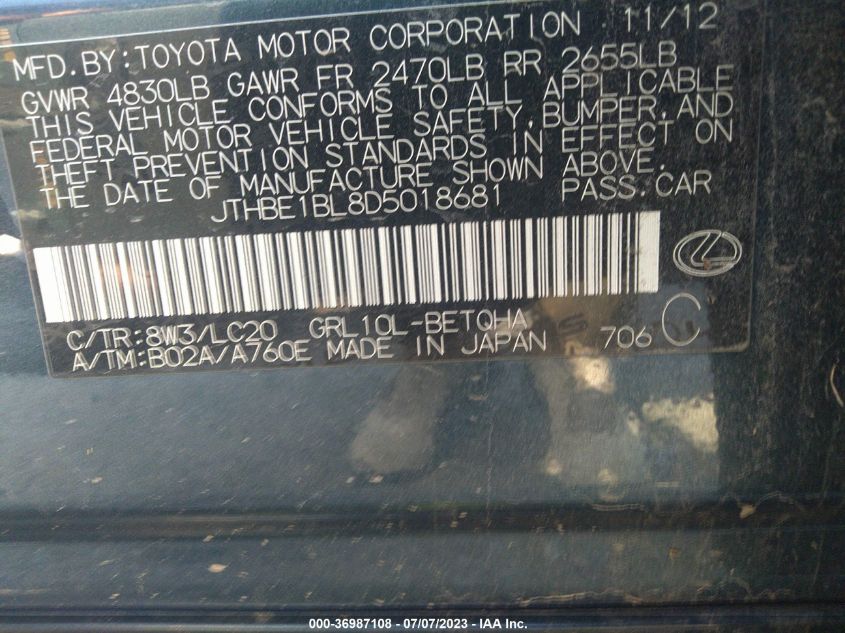 MFD. BY: TOYOTA MOTOR CORPORATION 11/12
GVWR 4830LB GAWR FR 2470LB RR 2655LB
THIS VEHICLE CONFORMS TO ALL APPLICABLE
FEDERAL MOTOR VEHICLE SAFETY, BUMPER, AND
THEFT PREVENTION STANDARDS IN EFFECT ON
THE DATE OF MANUFACTURE SHOWN ABOVE.
JTHBE1BL8D5018681 PASS. CAR
C/TR: 8W3/LC20 GRL10L-BETQHA
A/TM: B02A/A760E MADE IN JAPAN 706 C
000-36987108 - 07/07/2023 - IAA Inc.